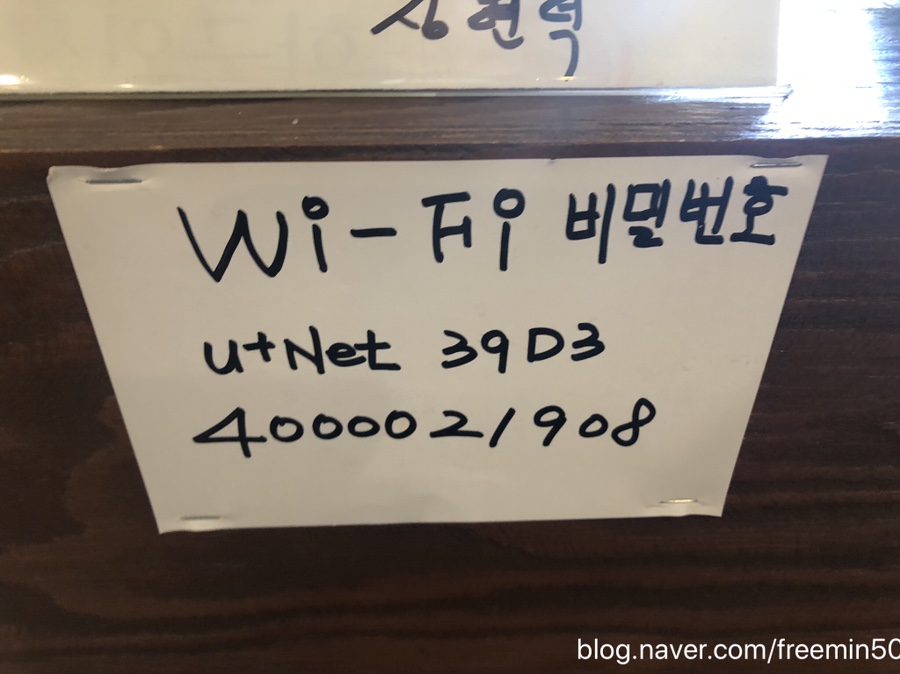 Wi-Fi 비밀번호
U+Net 39D3
4000021908
blog.naver.com/freemin50